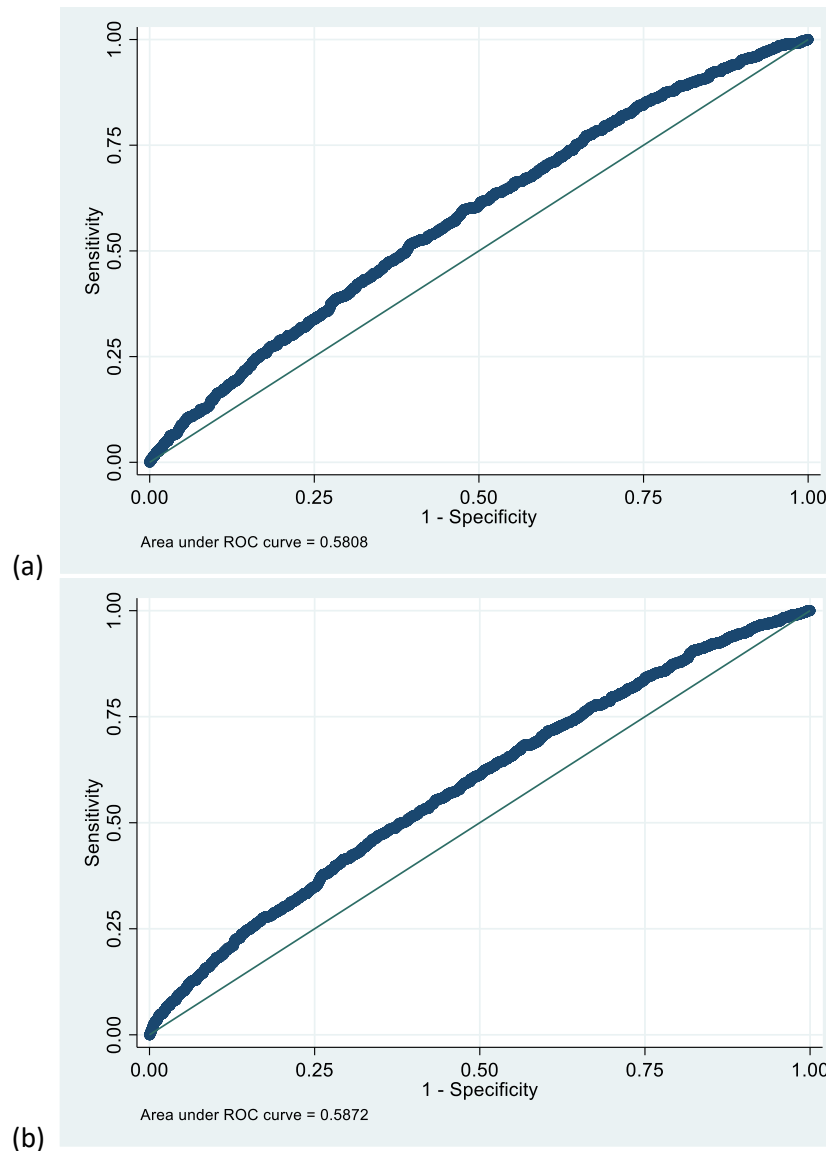 1.00
0.75
Sensitivity
0.50
0.25
0.00
0.00 0.25 0.50 0.75 1.00
1 - Specificity
Area under ROC curve = 0.5808
(a)
1.00
0.75
Sensitivity
0.50
0.25
0.00
0.00 0.25 0.50 0.75 1.00
1 - Specificity
Area under ROC curve = 0.5872
(b)